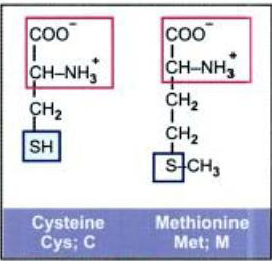 COO⁻
CH–NH₃⁺
CH₂
SH
Cysteine
Cys; C
COO⁻
CH–NH₃⁺
CH₂
CH₂
S–CH₃
Methionine
Met; M